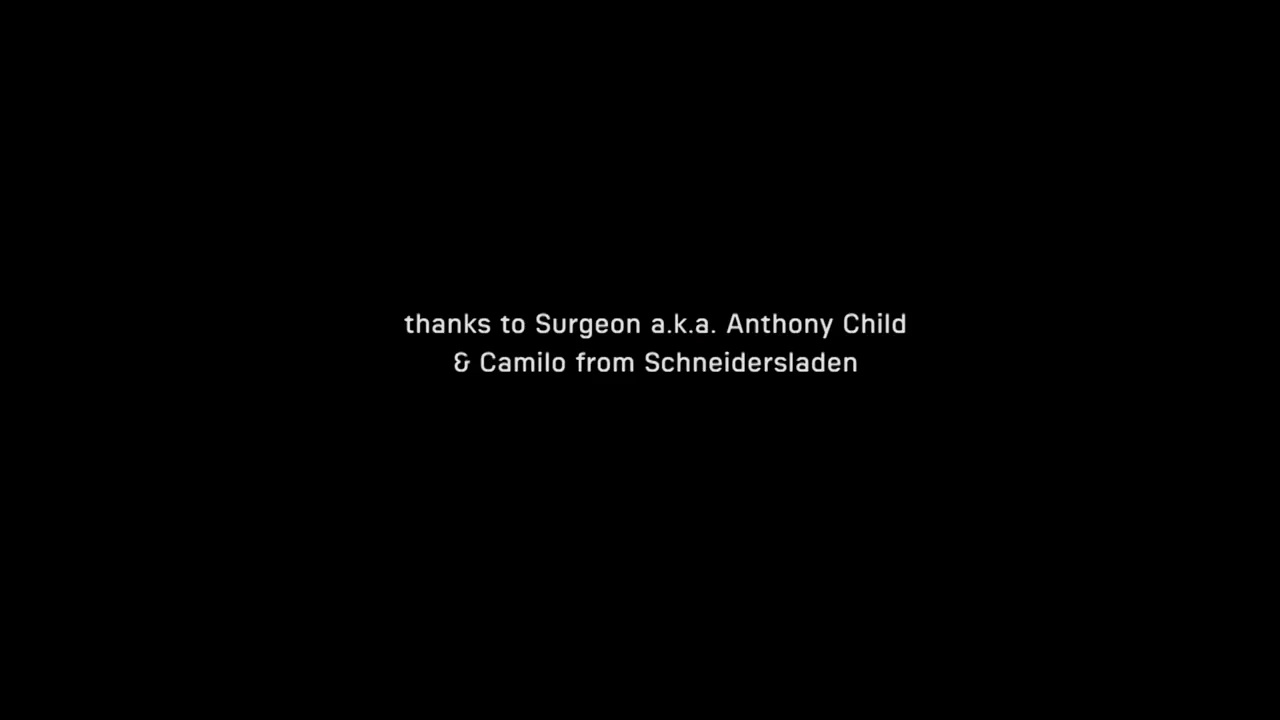 thanks to Surgeon a.k.a. Anthony Child
& Camilo from Schneidersladen